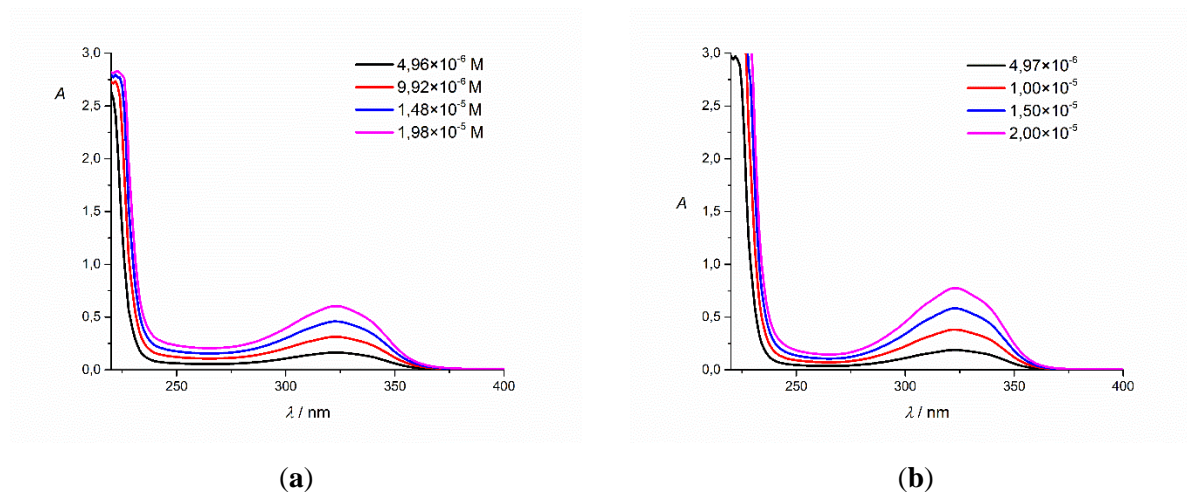 3,0
2,5
2,0
1,5
1,0
0,5
0,0
A
250 300 350 400
λ / nm
4,96×10⁻⁶ M
9,92×10⁻⁶ M
1,48×10⁻⁵ M
1,98×10⁻⁵ M
(a)
3,0
2,5
2,0
1,5
1,0
0,5
0,0
A
250 300 350 400
λ / nm
4,97×10⁻⁶
1,00×10⁻⁵
1,50×10⁻⁵
2,00×10⁻⁵
(b)